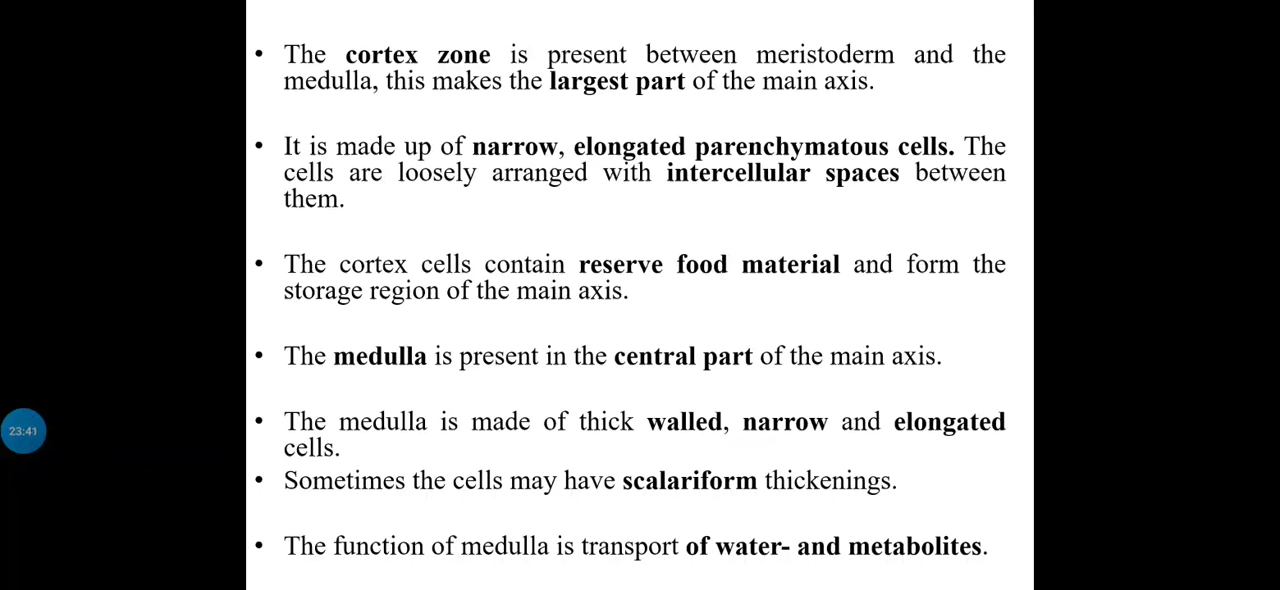 • The cortex zone is present between meristoderm and the
medulla, this makes the largest part of the main axis.
• It is made up of narrow, elongated parenchymatous cells. The
cells are loosely arranged with intercellular spaces between
them.
• The cortex cells contain reserve food material and form the
storage region of the main axis.
• The medulla is present in the central part of the main axis.
23:41
• The medulla is made of thick walled, narrow and elongated
cells.
• Sometimes the cells may have scalariform thickenings.
• The function of medulla is transport of water- and metabolites.